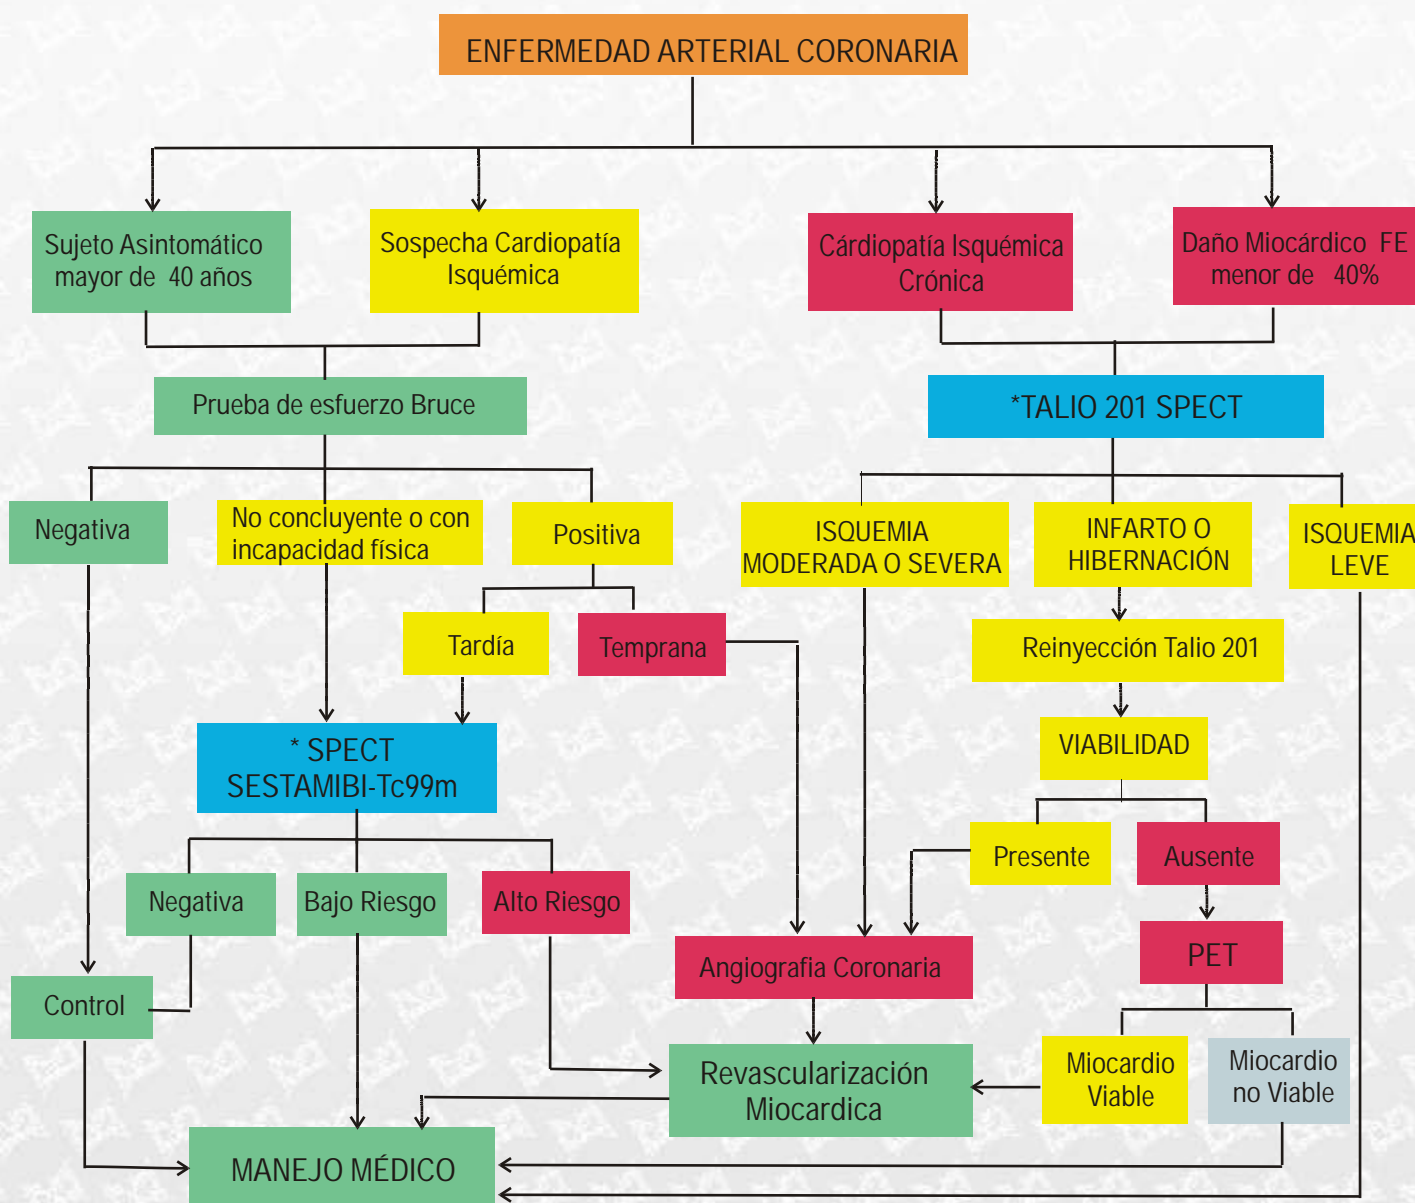 ENFERMEDAD ARTERIAL CORONARIA
Sujeto Asintomático
mayor de 40 años
Sospecha Cardiopatía
Isquémica
Cárdiopatía Isquémica
Crónica
Daño Miocárdico FE
menor de 40%
Prueba de esfuerzo Bruce
*TALIO 201 SPECT
Negativa
No concluyente o con
incapacidad física
Positiva
ISQUEMIA
MODERADA O SEVERA
INFARTO O
HIBERNACIÓN
ISQUEMIA
LEVE
Tardía
Temprana
Reinyección Talio 201
* SPECT
SESTAMIBI-Tc99m
VIABILIDAD
Presente
Ausente
Negativa
Bajo Riesgo
Alto Riesgo
Angiografia Coronaria
PET
Control
Revascularización
Miocardica
Miocardio
Viable
Miocardio
no Viable
MANEJO MÉDICO